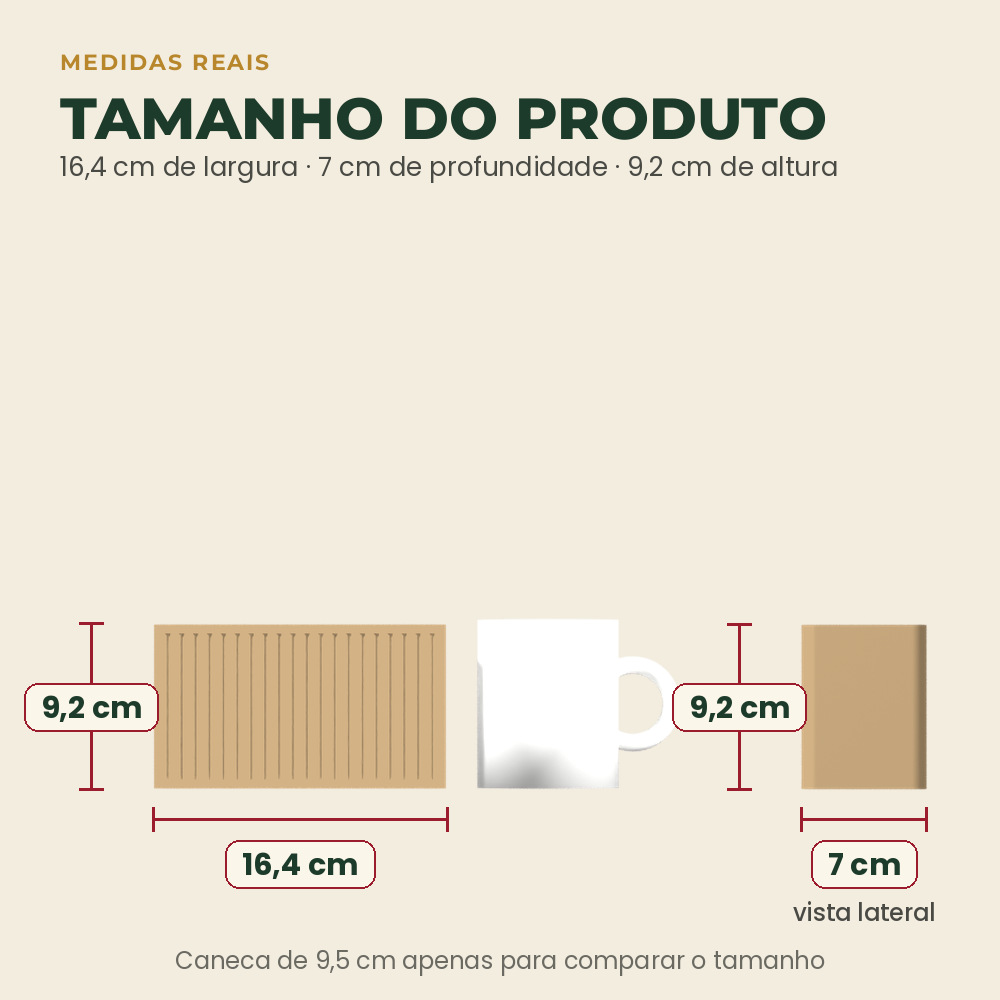 MEDIDAS REAIS
TAMANHO DO PRODUTO
16,4 cm de largura · 7 cm de profundidade · 9,2 cm de altura
9,2 cm
9,2 cm
16,4 cm
7 cm
vista lateral
Caneca de 9,5 cm apenas para comparar o tamanho